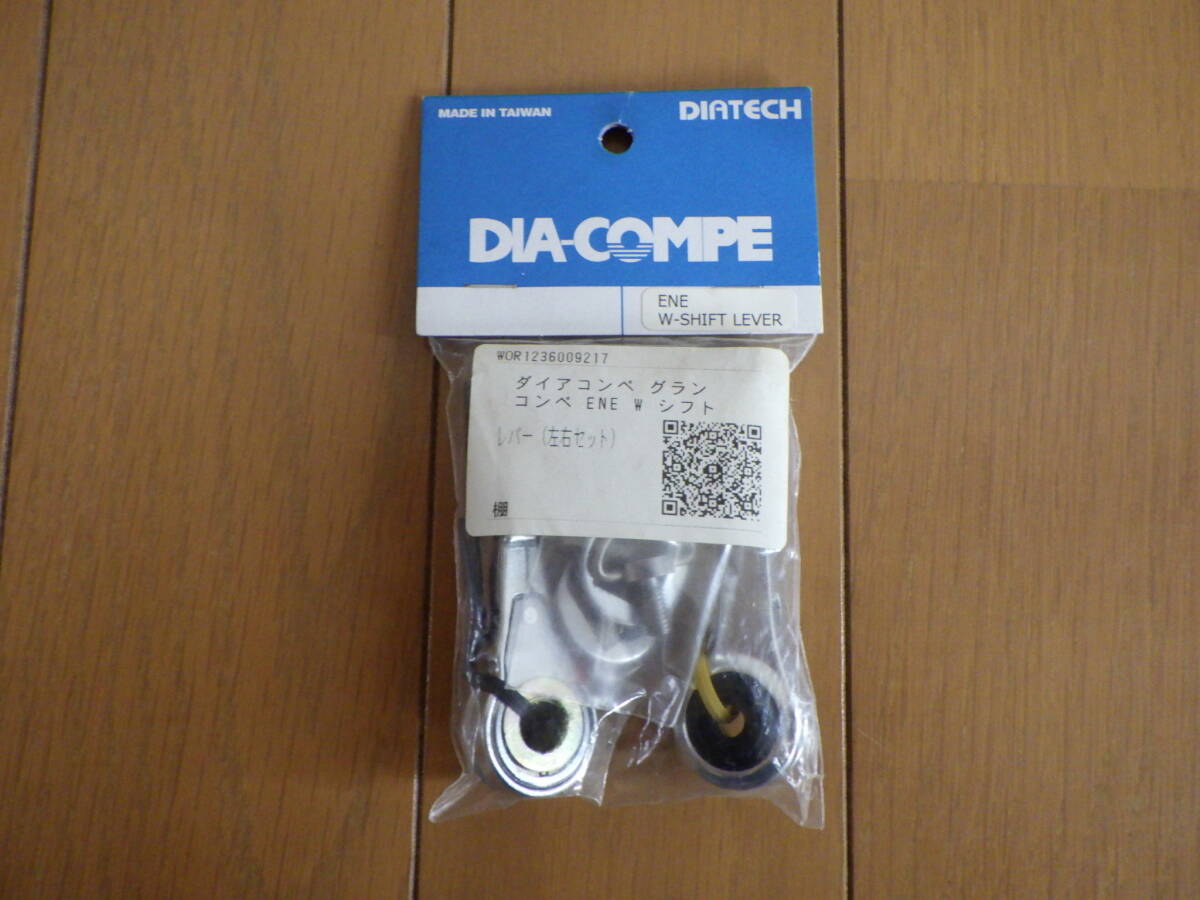 MADE IN TAIWAN
DIATECH
DIA-COMPE
ENE
W-SHIFT LEVER
WOR1236009217
ダイアコンペ グラン
コンペ ENE W シフト
レバー (左右セット)
棚